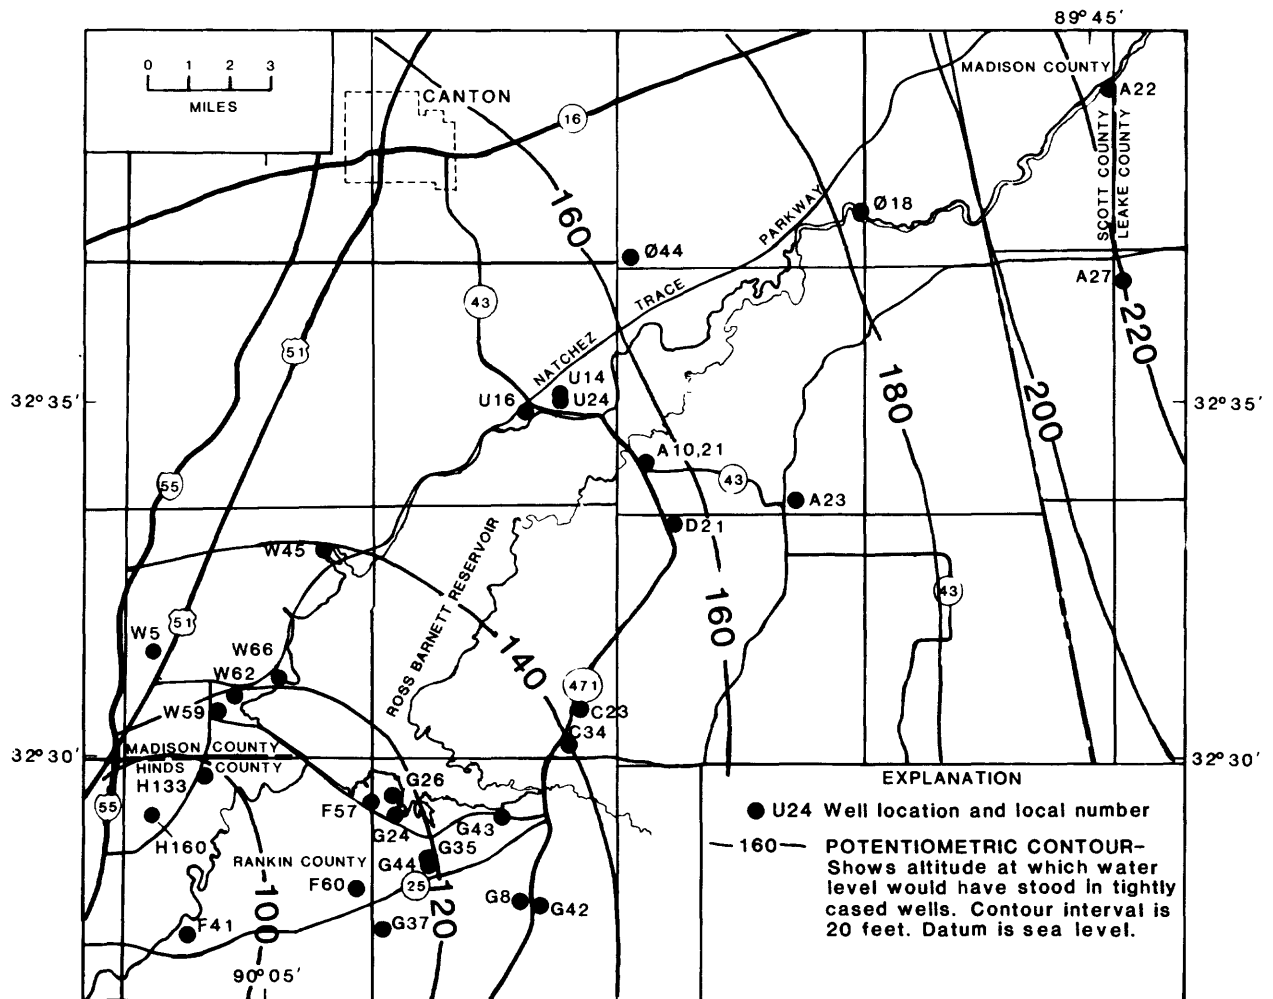 89° 45′
0 1 2 3
MILES
CANTON
16
MADISON COUNTY
A22
SCOTT COUNTY
LEAKE COUNTY
160
PARKWAY
Ø18
Ø44
A27
43
TRACE
220
51
NATCHEZ
U14
U24
U16
180
200
32° 35′
32° 35′
A10,21
43
A23
55
D21
W45
ROSS BARNETT RESERVOIR
43
160
51
W5
W66
140
W62
471
W59
C23
C34
32° 30′
MADISON COUNTY
32° 30′
HINDS COUNTY
H133
G26
55
F57
G24
G43
H160
G35
RANKIN COUNTY
G44
F60
25
120
100
G8
G42
F41
G37
90° 05′
EXPLANATION
U24 Well location and local number
—160— POTENTIOMETRIC CONTOUR–
Shows altitude at which water
level would have stood in tightly
cased wells. Contour interval is
20 feet. Datum is sea level.